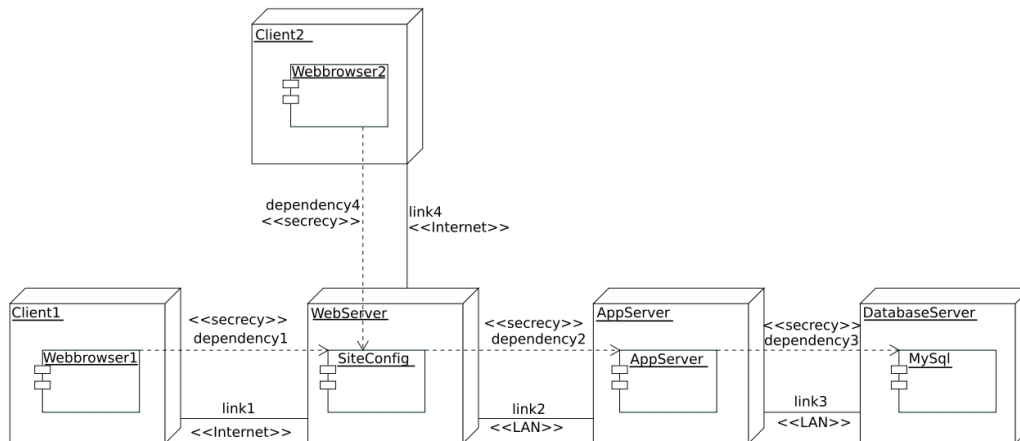 Client2
Webbrowser2
dependency4
<<secrecy>>
link4
<<Internet>>
Client1
Webbrowser1
<<secrecy>>
dependency1
link1
<<Internet>>
WebServer
SiteConfig
<<secrecy>>
dependency2
link2
<<LAN>>
AppServer
AppServer
<<secrecy>>
dependency3
link3
<<LAN>>
DatabaseServer
MySql